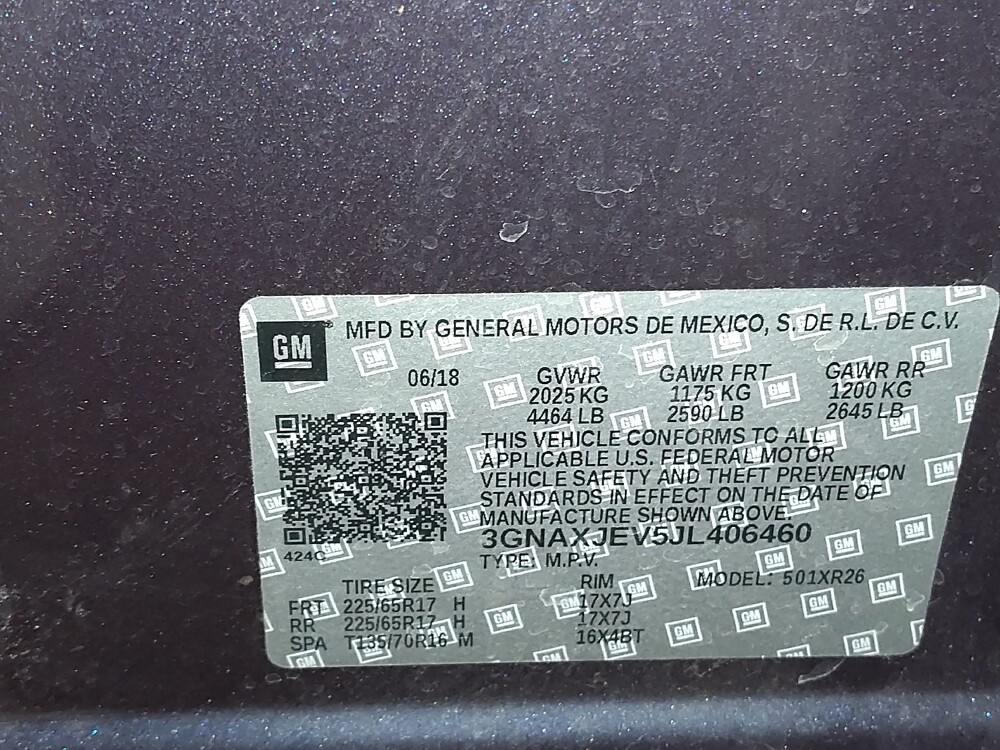 GM ® MFD BY GENERAL MOTORS DE MEXICO, S. DE R.L. DE C.V.
06/18 GVWR GAWR FRT GAWR RR
2025 KG 1175 KG 1200 KG
4464 LB 2590 LB 2645 LB
THIS VEHICLE CONFORMS TO ALL
APPLICABLE U.S. FEDERAL MOTOR
VEHICLE SAFETY AND THEFT PREVENTION
STANDARDS IN EFFECT ON THE DATE OF
MANUFACTURE SHOWN ABOVE.
3GNAXJEV5JL406460
424C
TYPE: M.P.V.
TIRE SIZE RIM MODEL: 501XR26
FRT 225/65R17 H 17X7J
RR 225/65R17 H 17X7J
SPA T135/70R16 M 16X4BT